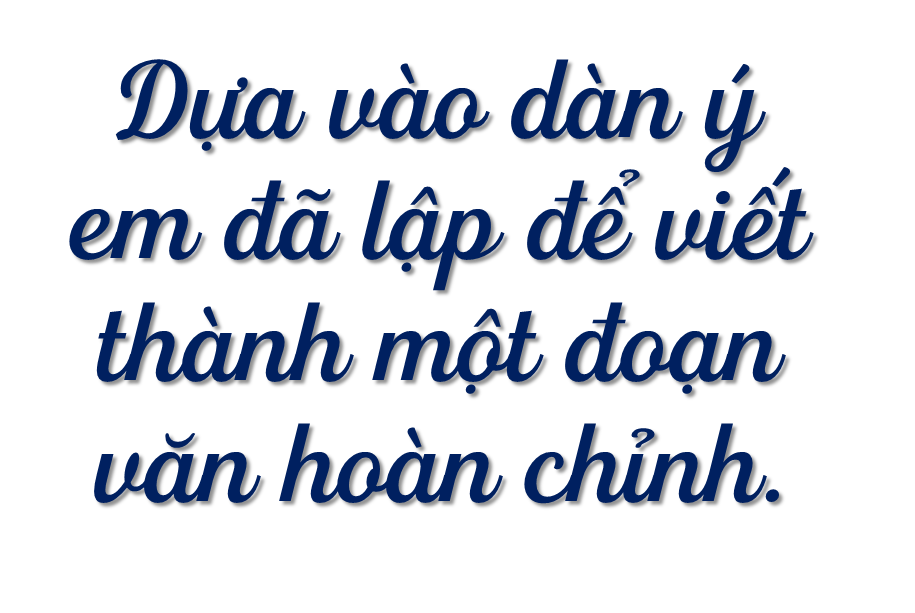 Dựa vào dàn ý
em đã lập để viết
thành một đoạn
văn hoàn chỉnh.